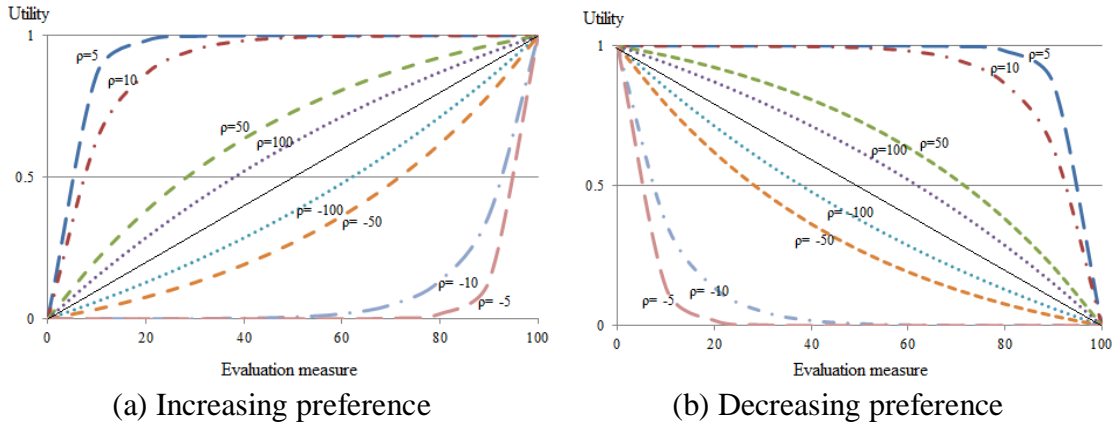 Utility
1
0.5
0
ρ=5
ρ=10
ρ=50
ρ=100
ρ= -100
ρ= -50
ρ= -10
ρ= -5
0 20 40 60 80 100
Evaluation measure
(a) Increasing preference
Utility
1
0.5
0
ρ=5
ρ=10
ρ=50
ρ=100
ρ= -100
ρ= -50
ρ= -10
ρ= -5
0 20 40 60 80 100
Evaluation measure
(b) Decreasing preference